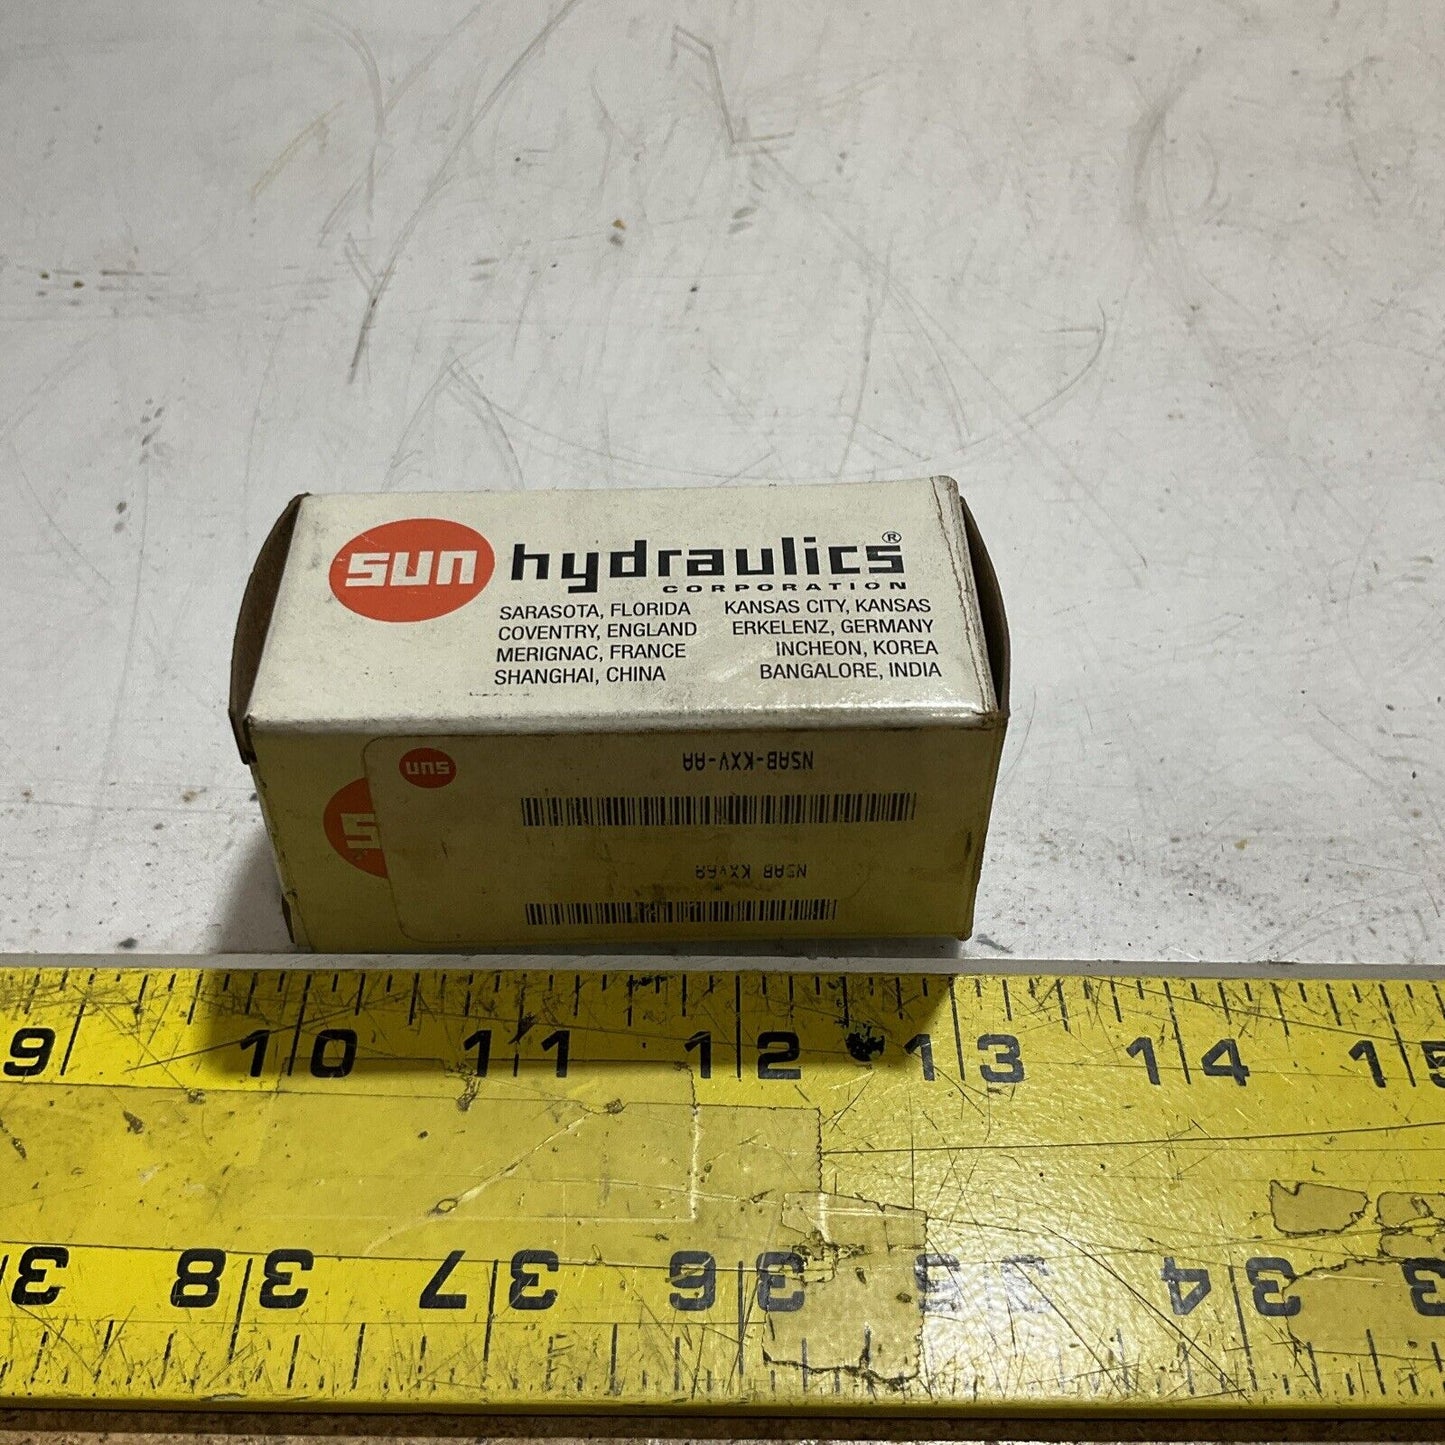 sun hydraulics®
CORPORATION
SARASOTA, FLORIDA KANSAS CITY, KANSAS
COVENTRY, ENGLAND ERKELENZ, GERMANY
MERIGNAC, FRANCE INCHEON, KOREA
SHANGHAI, CHINA BANGALORE, INDIA
sun
NSAB-KXV-AA
S
NSAB KXVAA
9 10 11 12 13 14 15
38 37 36 35 34 3